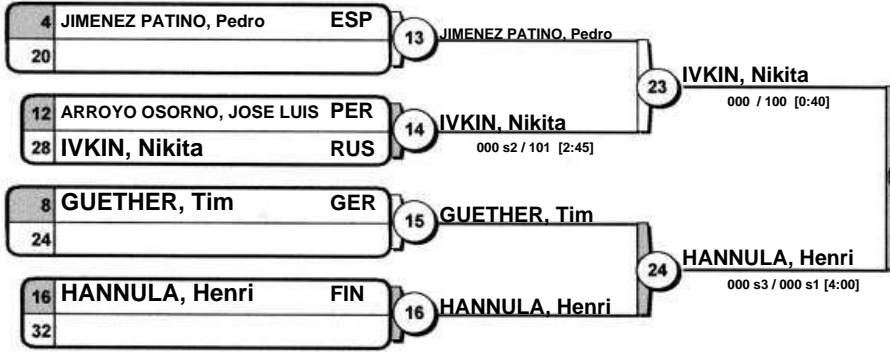 4 JIMENEZ PATINO, Pedro ESP
20
13
JIMENEZ PATINO, Pedro
12 ARROYO OSORNO, JOSE LUIS PER
28 IVKIN, Nikita RUS
14
IVKIN, Nikita
000 s2 / 101 [2:45]
23
IVKIN, Nikita
000 / 100 [0:40]
8 GUETHER, Tim GER
24
15
GUETHER, Tim
16 HANNULA, Henri FIN
32
16
HANNULA, Henri
24
HANNULA, Henri
000 s3 / 000 s1 [4:00]